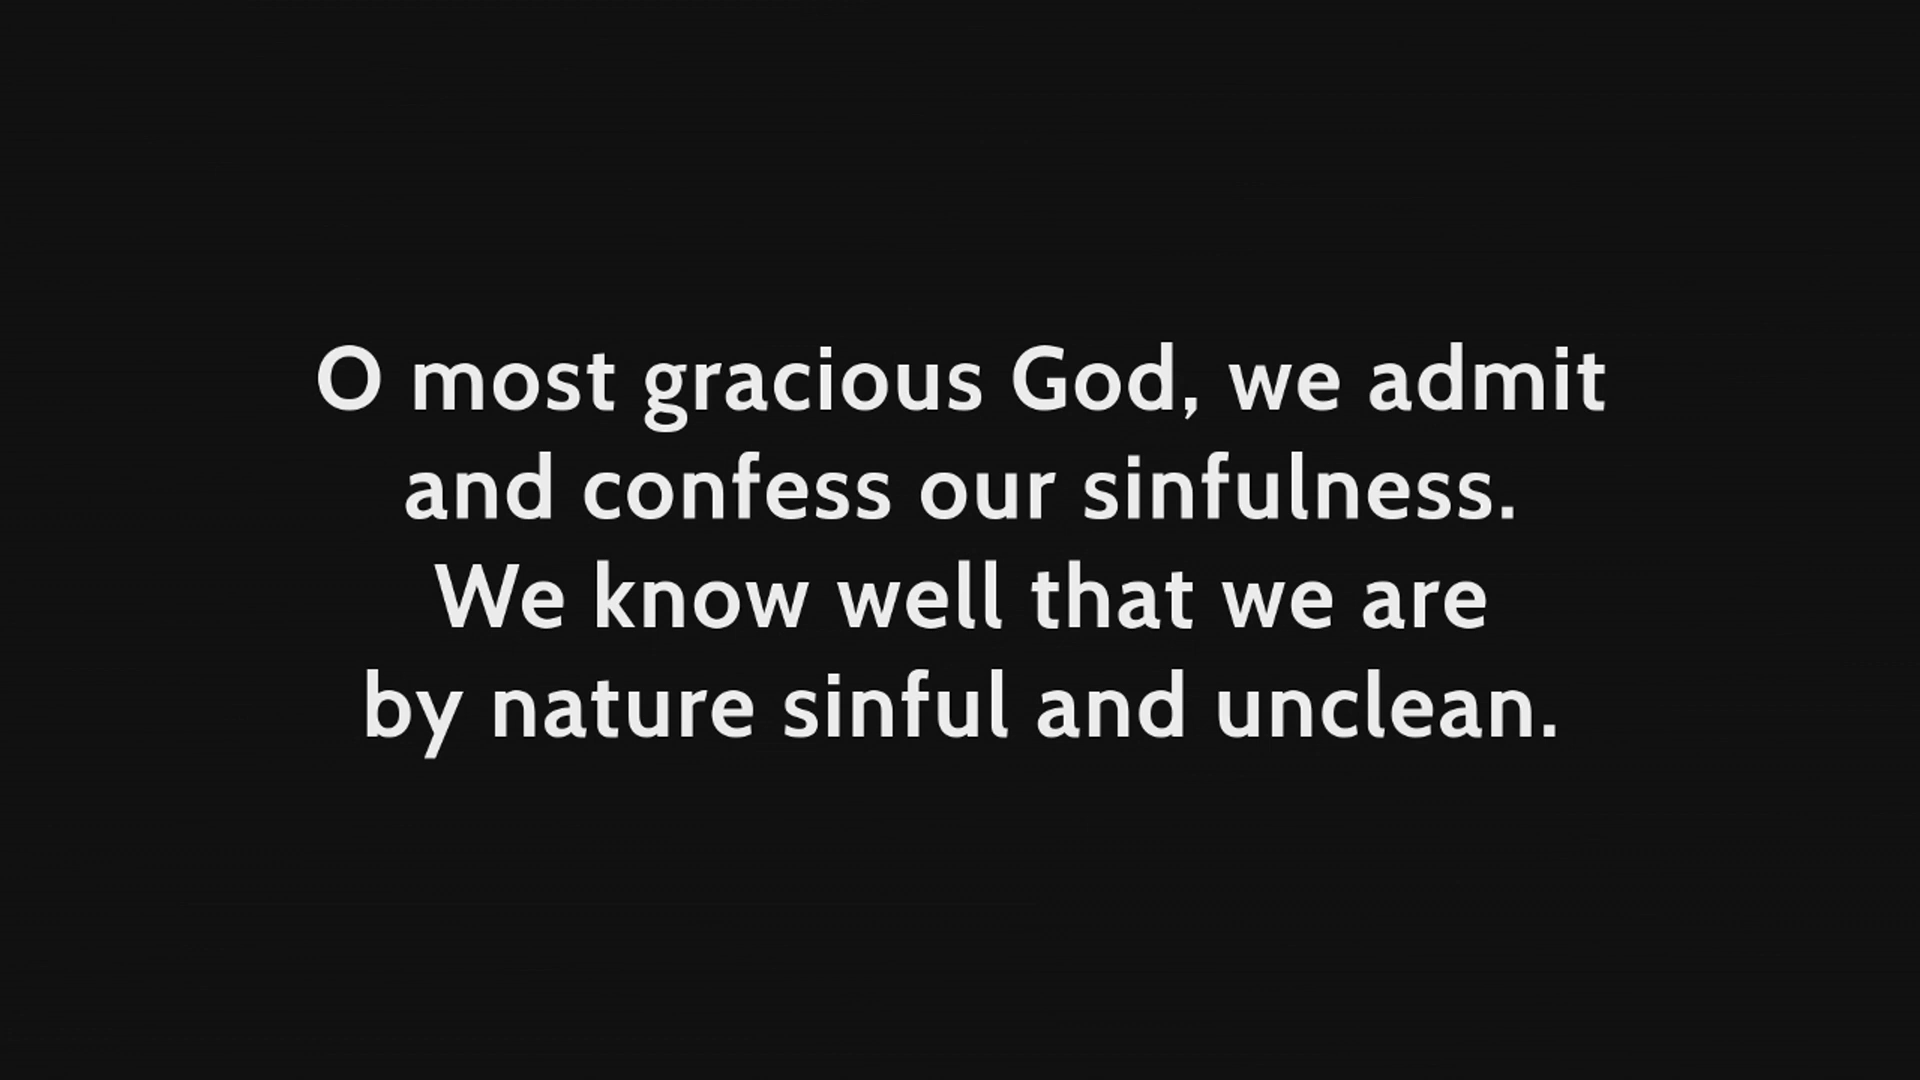 O most gracious God, we admit
and confess our sinfulness.
We know well that we are
by nature sinful and unclean.